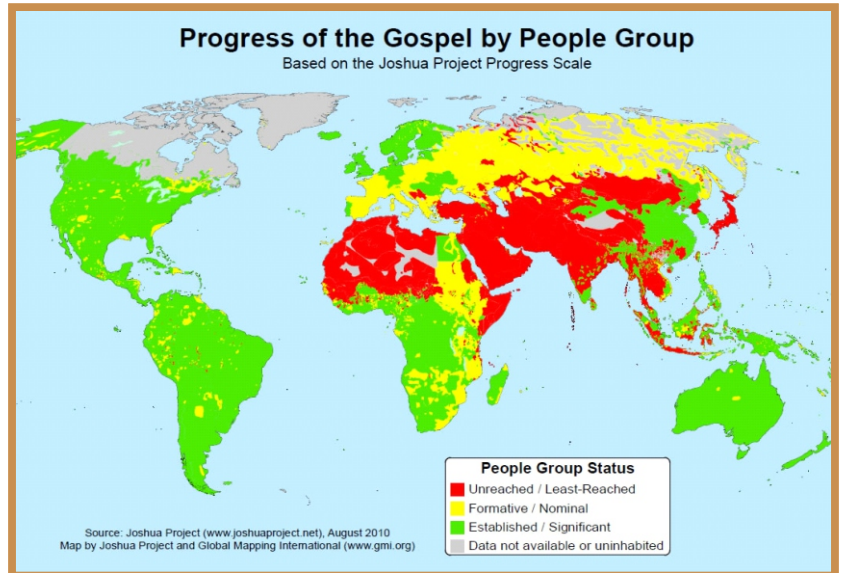 Progress of the Gospel by People Group
Based on the Joshua Project Progress Scale
People Group Status
Unreached / Least-Reached
Formative / Nominal
Established / Significant
Data not available or uninhabited
Source: Joshua Project (www.joshuaproject.net), August 2010
Map by Joshua Project and Global Mapping International (www.gmi.org)